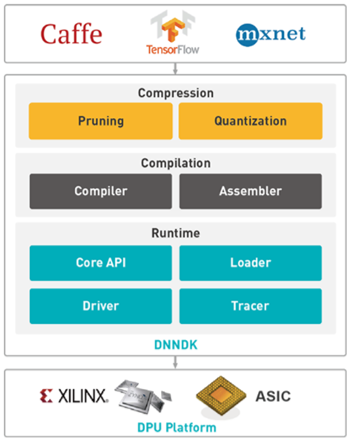 Caffe
TensorFlow
mxnet
Compression
Pruning Quantization
Compilation
Compiler Assembler
Runtime
Core API Loader
Driver Tracer
DNNDK
XILINX ASIC
DPU Platform